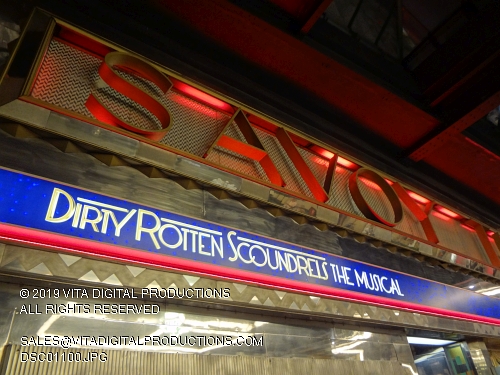 SAVOY
DIRTY ROTTEN SCOUNDRELS THE MUSICAL
© 2019 VITA DIGITAL PRODUCTIONS
ALL RIGHTS RESERVED
SALES@VITADIGITALPRODUCTIONS.COM
DSC01100.JPG